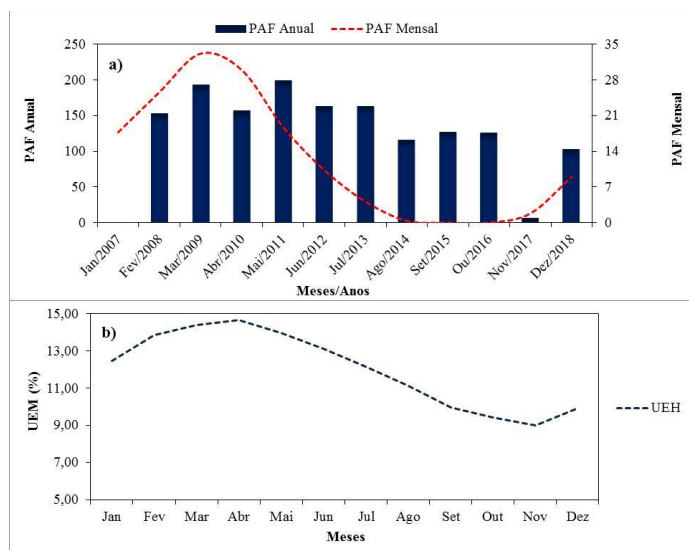 PAF Anual PAF Mensal
a)
250
200
150
100
50
0
PAF Anual
35
28
21
14
7
0
PAF Mensal
Jan/2007 Fev/2008 Mar/2009 Abr/2010 Mai/2011 Jun/2012 Jul/2013 Ago/2014 Set/2015 Ou/2016 Nov/2017 Dez/2018
Meses/Anos
b)
15,00
13,00
11,00
9,00
7,00
5,00
UEM (%)
UEH
Jan Fev Mar Abr Mai Jun Jul Ago Set Out Nov Dez
Meses